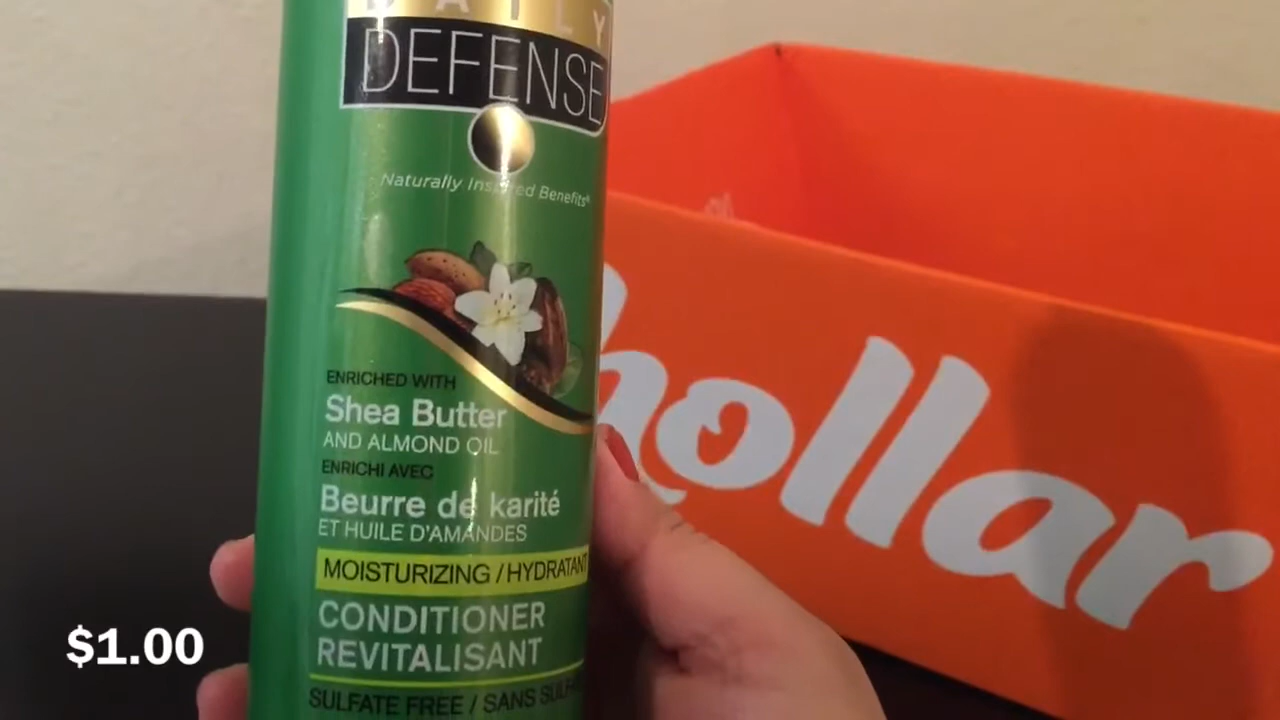 DAILY
DEFENSE
Naturally Inspired Benefits®
ENRICHED WITH
Shea Butter
AND ALMOND OIL
ENRICHI AVEC
Beurre de karité
ET HUILE D'AMANDES
MOISTURIZING / HYDRATANT
CONDITIONER
REVITALISANT
SULFATE FREE / SANS
hollar
$1.00